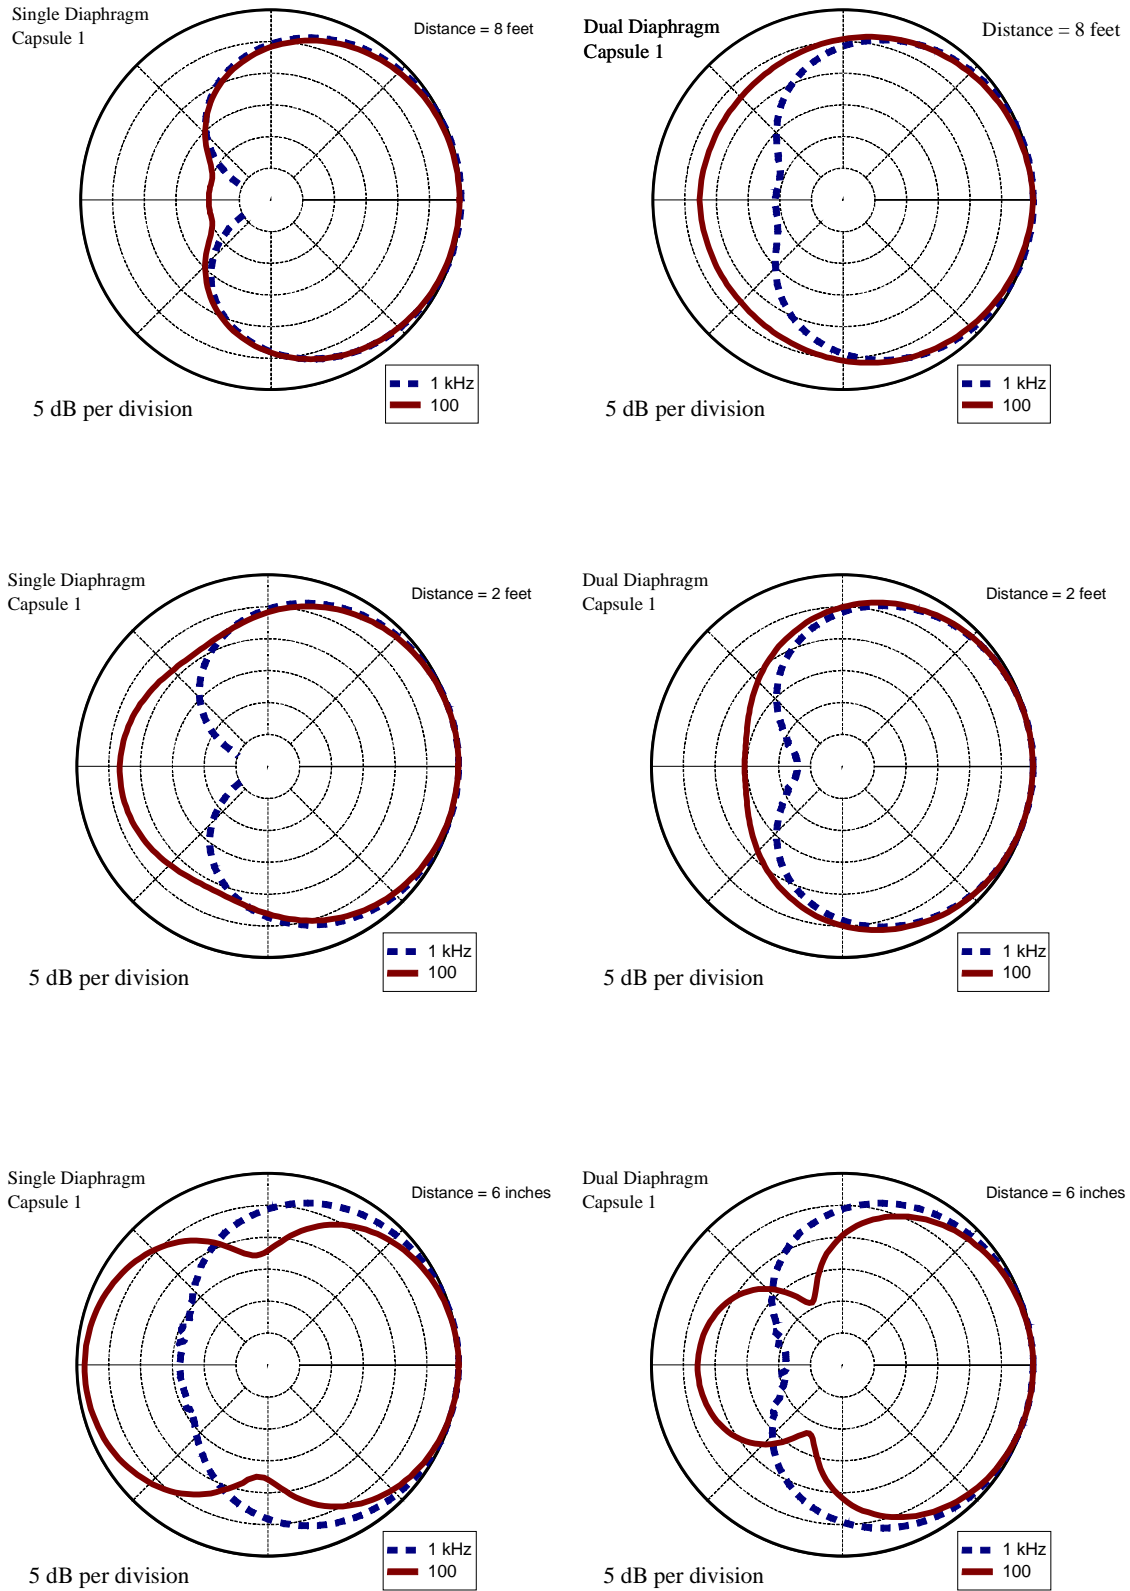 Single Diaphragm
Capsule 1
Distance = 8 feet
1 kHz
100
5 dB per division
Dual Diaphragm
Capsule 1
Distance = 8 feet
1 kHz
100
5 dB per division
Single Diaphragm
Capsule 1
Distance = 2 feet
1 kHz
100
5 dB per division
Dual Diaphragm
Capsule 1
Distance = 2 feet
1 kHz
100
5 dB per division
Single Diaphragm
Capsule 1
Distance = 6 inches
1 kHz
100
5 dB per division
Dual Diaphragm
Capsule 1
Distance = 6 inches
1 kHz
100
5 dB per division